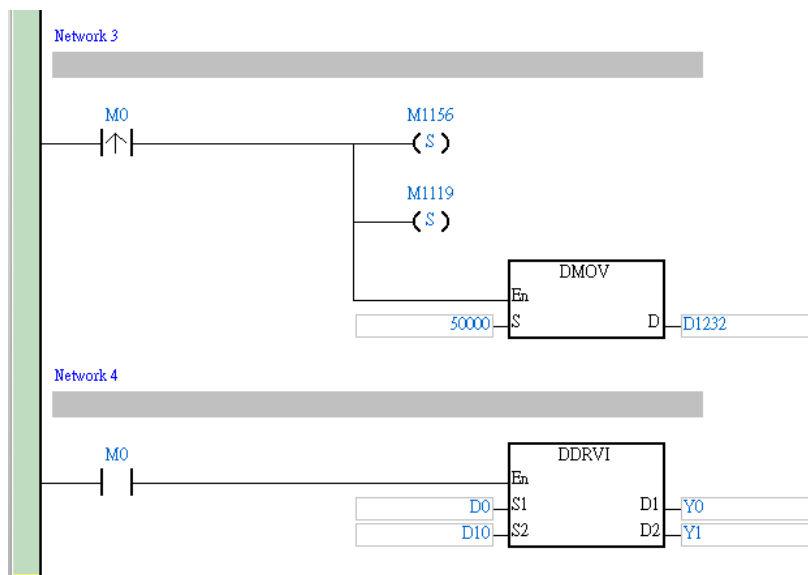 Network 3
M0 M1156
S
M1119
S
DMOV
En
50000 S D D1232
Network 4
M0 DDRVI
En
D0 S1 D1 Y0
D10 S2 D2 Y1